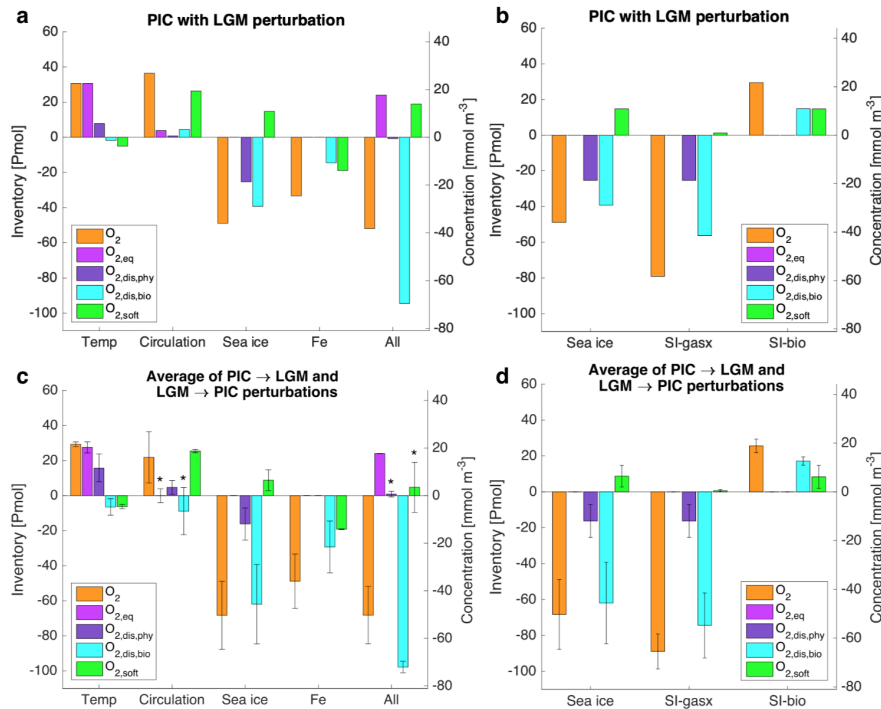 a
PIC with LGM perturbation
60
40
20
0
-20
-40
-60
-80
-100
Inventory [Pmol]
40
20
0
-20
-40
-60
-80
Concentration [mmol m⁻³]
O₂
O₂,eq
O₂,dis,phy
O₂,dis,bio
O₂,soft
Temp Circulation Sea ice Fe All
b
PIC with LGM perturbation
60
40
20
0
-20
-40
-60
-80
-100
Inventory [Pmol]
40
20
0
-20
-40
-60
-80
Concentration [mmol m⁻³]
O₂
O₂,eq
O₂,dis,phy
O₂,dis,bio
O₂,soft
Sea ice SI-gasx SI-bio
c
Average of PIC → LGM and
LGM → PIC perturbations
60
40
20
0
-20
-40
-60
-80
-100
Inventory [Pmol]
40
20
0
-20
-40
-60
-80
Concentration [mmol m⁻³]
* * * *
O₂
O₂,eq
O₂,dis,phy
O₂,dis,bio
O₂,soft
Temp Circulation Sea ice Fe All
d
Average of PIC → LGM and
LGM → PIC perturbations
60
40
20
0
-20
-40
-60
-80
-100
Inventory [Pmol]
40
20
0
-20
-40
-60
-80
Concentration [mmol m⁻³]
O₂
O₂,eq
O₂,dis,phy
O₂,dis,bio
O₂,soft
Sea ice SI-gasx SI-bio